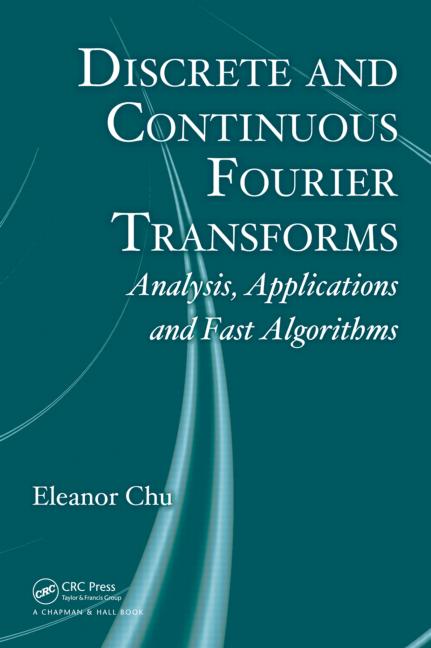 DISCRETE AND
CONTINUOUS
FOURIER
TRANSFORMS
Analysis, Applications
and Fast Algorithms
Eleanor Chu
CRC
CRC Press
Taylor & Francis Group
A CHAPMAN & HALL BOOK